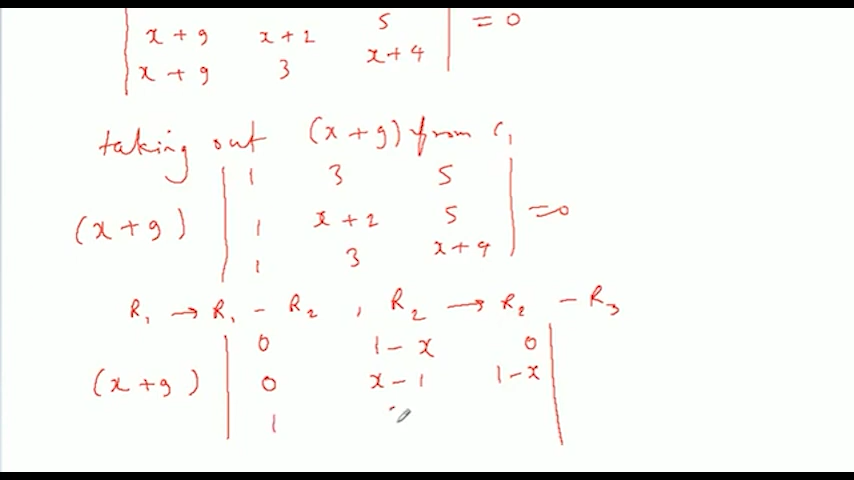 5
x + 9 x + 2 5 = 0
x + 9 3 x + 4
taking out (x + 9) from C₁
1 3 5
(x + 9) 1 x + 2 5 = 0
1 3 x + 4
R₁ → R₁ - R₂ , R₂ → R₂ - R₃
0 1 - x 0
(x + 9) 0 x - 1 1 - x
1